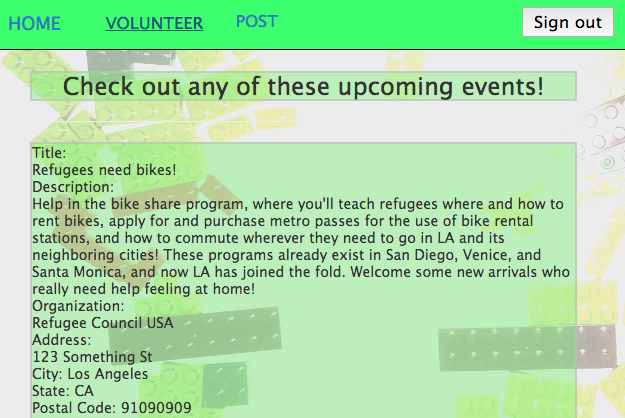 HOME VOLUNTEER POST Sign out
Check out any of these upcoming events!
Title:
Refugees need bikes!
Description:
Help in the bike share program, where you'll teach refugees where and how to
rent bikes, apply for and purchase metro passes for the use of bike rental
stations, and how to commute wherever they need to go in LA and its
neighboring cities! These programs already exist in San Diego, Venice, and
Santa Monica, and now LA has joined the fold. Welcome some new arrivals who
really need help feeling at home!
Organization:
Refugee Council USA
Address:
123 Something St
City: Los Angeles
State: CA
Postal Code: 91090909